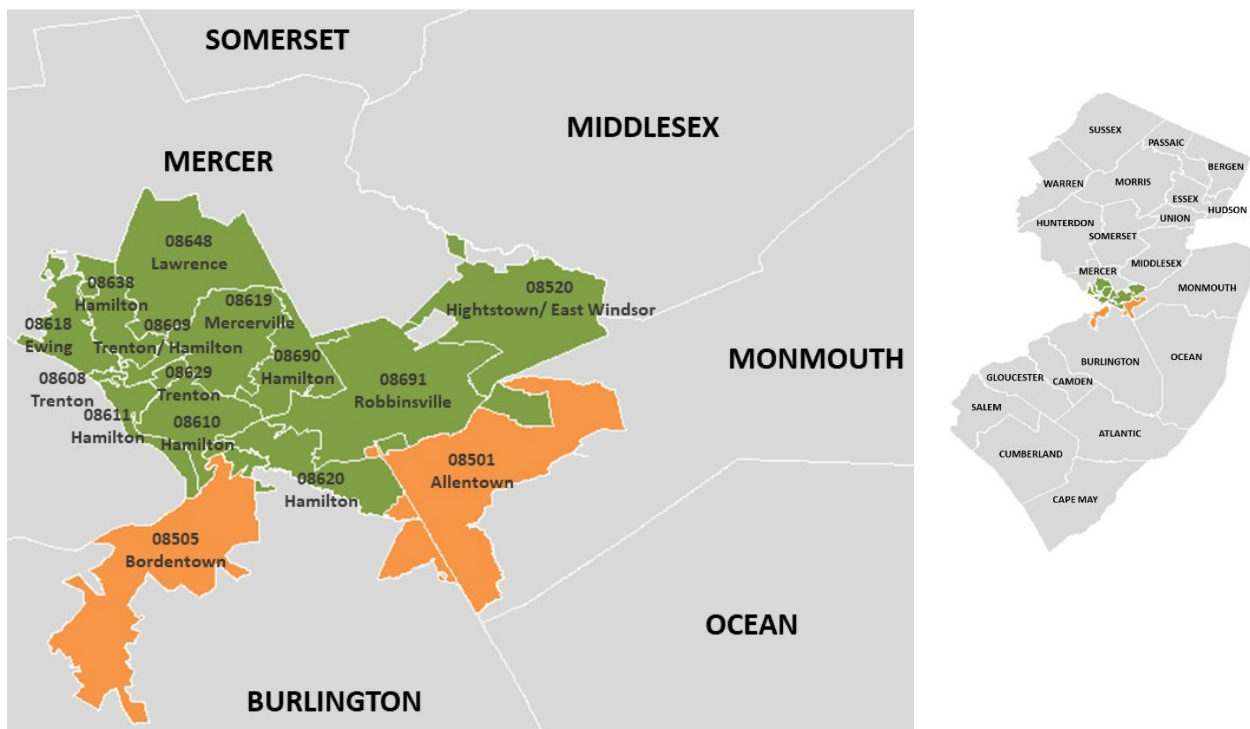 SOMERSET
MIDDLESEX
MERCER
08648
Lawrence
08638
Hamilton
08619
Mercerville
08520
Hightstown/ East Windsor
08618
Ewing
08609
Trenton/ Hamilton
08690
Hamilton
MONMOUTH
08608
Trenton
08629
Trenton
08691
Robbinsville
08611
Hamilton
08610
Hamilton
08501
Allentown
08620
Hamilton
08505
Bordentown
OCEAN
BURLINGTON
SUSSEX
PASSAIC
BERGEN
WARREN
MORRIS
ESSEX
HUDSON
HUNTERDON
UNION
SOMERSET
MIDDLESEX
MERCER
MONMOUTH
BURLINGTON
OCEAN
GLOUCESTER
CAMDEN
SALEM
ATLANTIC
CUMBERLAND
CAPE MAY